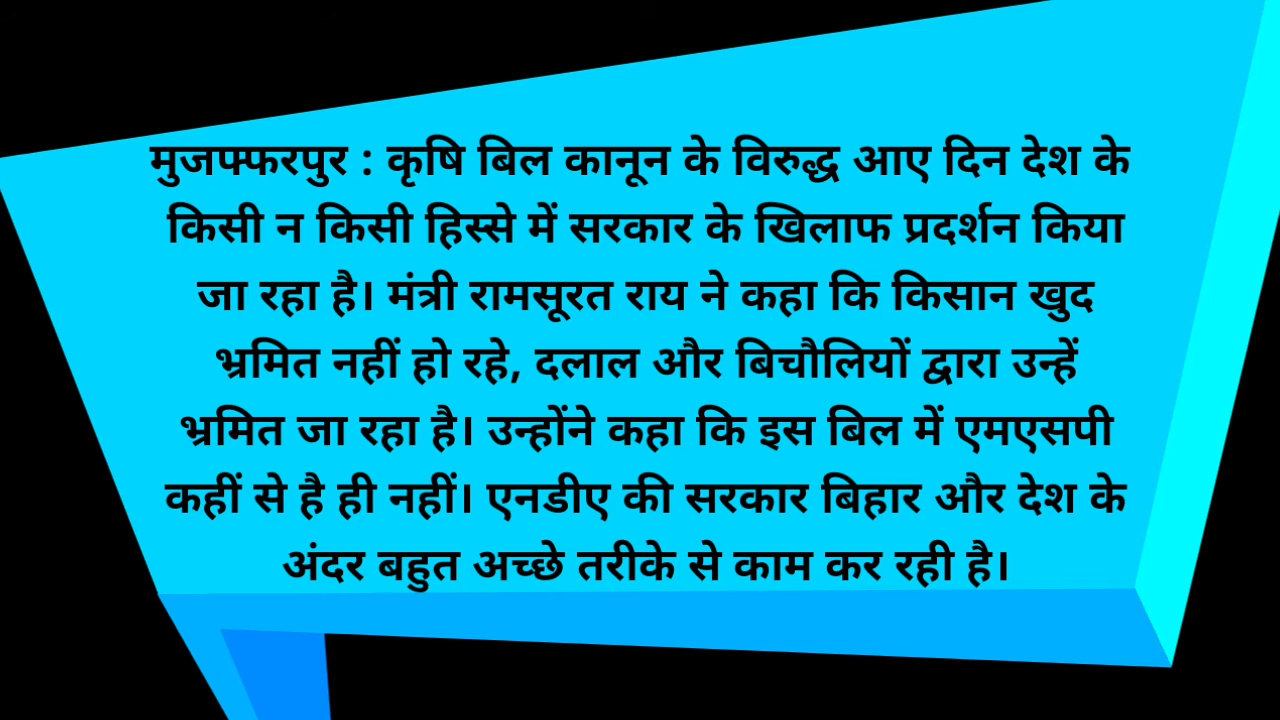 मुजफ्फरपुर : कृषि बिल कानून के विरुद्ध आए दिन देश के
किसी न किसी हिस्से में सरकार के खिलाफ प्रदर्शन किया
जा रहा है। मंत्री रामसूरत राय ने कहा कि किसान खुद
भ्रमित नहीं हो रहे, दलाल और बिचौलियों द्वारा उन्हें
भ्रमित जा रहा है। उन्होंने कहा कि इस बिल में एमएसपी
कहीं से है ही नहीं। एनडीए की सरकार बिहार और देश के
अंदर बहुत अच्छे तरीके से काम कर रही है।